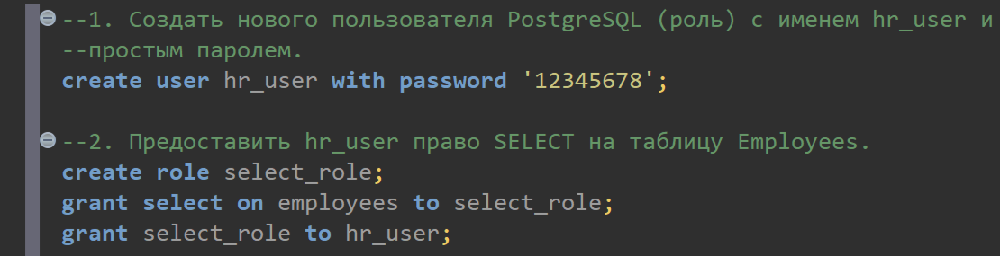 --1. Создать нового пользователя PostgreSQL (роль) с именем hr_user и
--простым паролем.
create user hr_user with password '12345678';
--2. Предоставить hr_user право SELECT на таблицу Employees.
create role select_role;
grant select on employees to select_role;
grant select_role to hr_user;